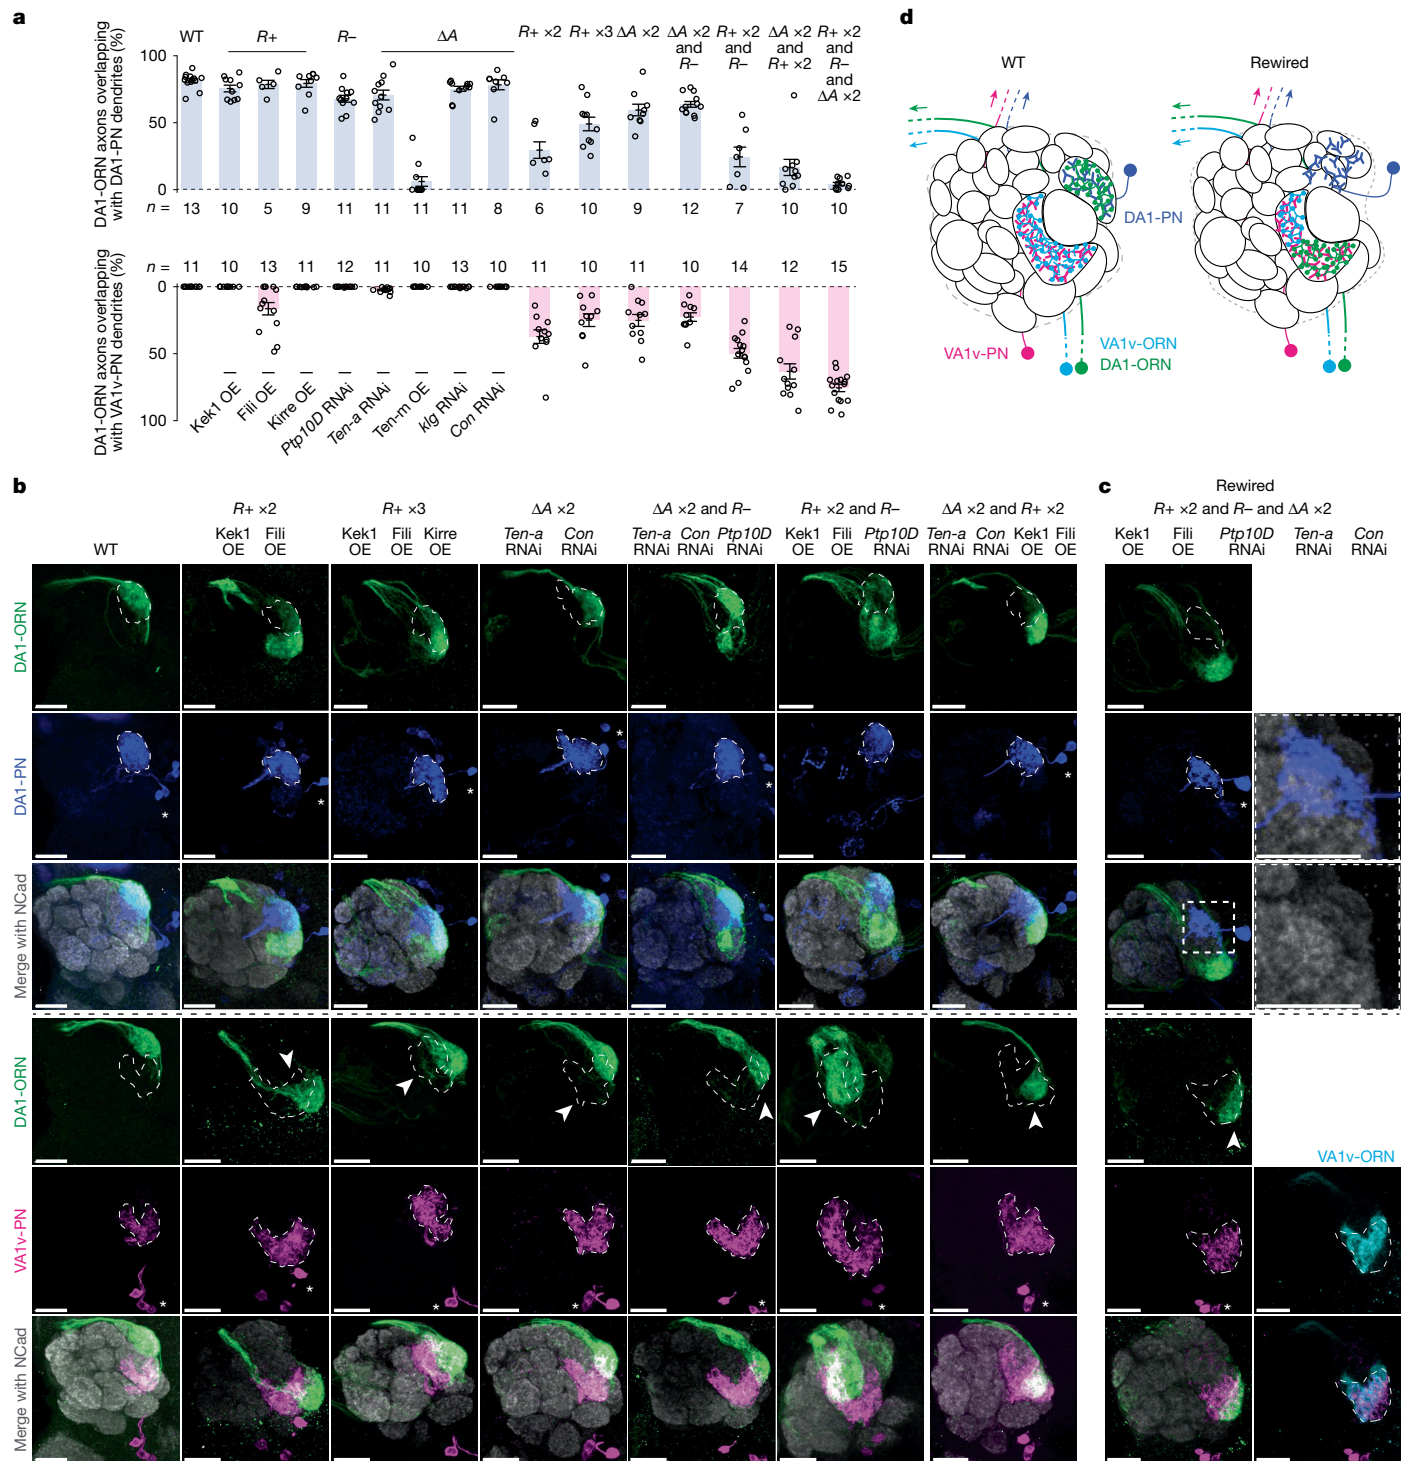 a
DA1-ORN axons overlapping
with DA1-PN dendrites (%)
WT
R+
R–
ΔA
R+ ×2
R+ ×3
ΔA ×2
ΔA ×2
and
R–
R+ ×2
and
R–
ΔA ×2
and
R+ ×2
R+ ×2
and
R–
and
ΔA ×2
100
50
0
n = 13 10 5 9 11 11 11 11 8 6 10 9 12 7 10 10
DA1-ORN axons overlapping
with VA1v-PN dendrites (%)
n = 11 10 13 11 12 11 10 13 10 11 10 11 10 14 12 15
0
50
100
Kek1 OE
Fili OE
Kirre OE
Ptp10D RNAi
Ten-a RNAi
Ten-m OE
klg RNAi
Con RNAi
d
WT
Rewired
DA1-PN
VA1v-PN
VA1v-ORN
DA1-ORN
b
WT
R+ ×2
Kek1 OE
Fili OE
R+ ×3
Kek1 OE
Fili OE
Kirre OE
ΔA ×2
Ten-a RNAi
Con RNAi
ΔA ×2 and R–
Ten-a RNAi
Con RNAi
Ptp10D RNAi
R+ ×2 and R–
Kek1 OE
Fili OE
Ptp10D RNAi
ΔA ×2 and R+ ×2
Ten-a RNAi
Con RNAi
Kek1 OE
Fili OE
c
Rewired
R+ ×2 and R– and ΔA ×2
Kek1 OE
Fili OE
Ptp10D RNAi
Ten-a RNAi
Con RNAi
DA1-ORN
DA1-PN
*
*
*
*
*
*
*
Merge with NCad
DA1-ORN
VA1v-ORN
VA1v-PN
*
*
*
*
*
*
*
*
Merge with NCad